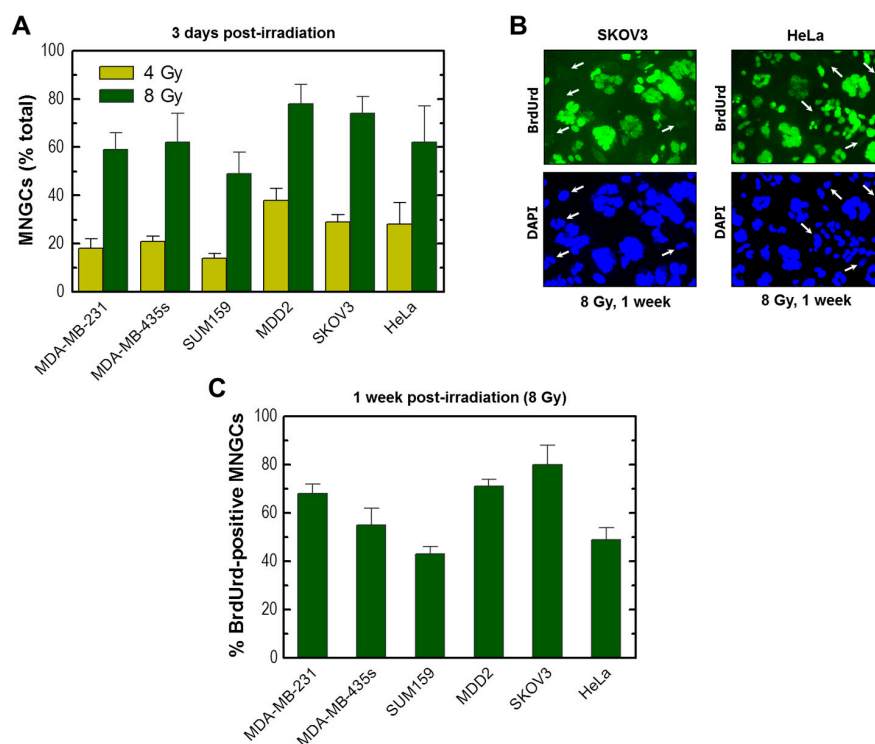 A
3 days post-irradiation
MNGCs (% total)
100
80
60
40
20
0
4 Gy
8 Gy
MDA-MB-231
MDA-MB-435s
SUM159
MDD2
SKOV3
HeLa
B
SKOV3
HeLa
BrdUrd
BrdUrd
DAPI
DAPI
8 Gy, 1 week
8 Gy, 1 week
C
1 week post-irradiation (8 Gy)
% BrdUrd-positive MNGCs
100
80
60
40
20
0
MDA-MB-231
MDA-MB-435s
SUM159
MDD2
SKOV3
HeLa